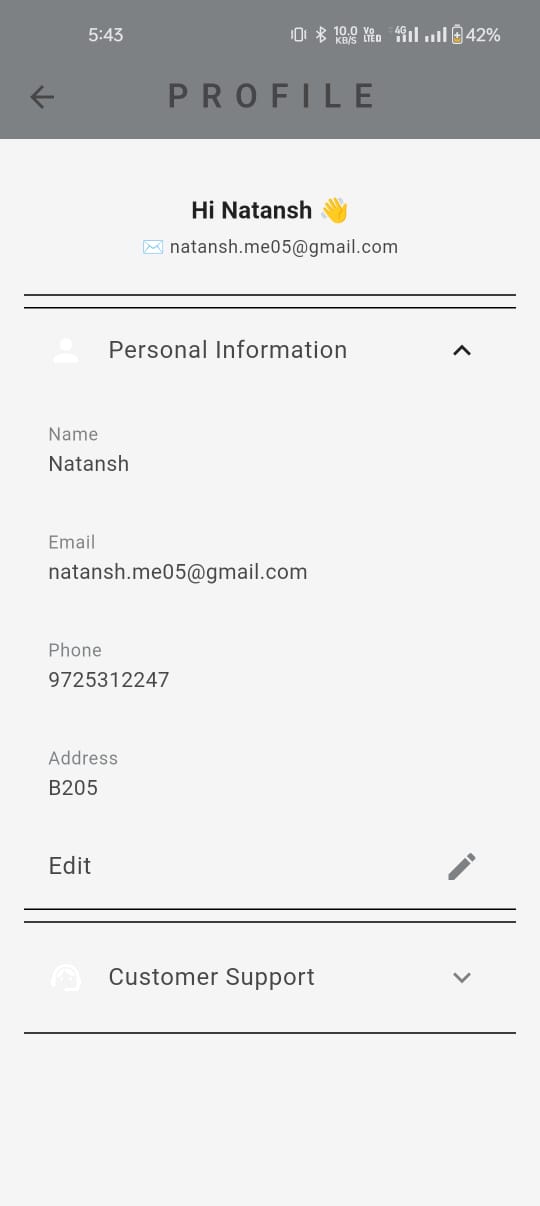 5:43 10.0 KB/S Vo LTE 4G 42%
PROFILE
Hi Natansh 👋
✉️ natansh.me05@gmail.com
Personal Information
Name
Natansh
Email
natansh.me05@gmail.com
Phone
9725312247
Address
B205
Edit
Customer Support